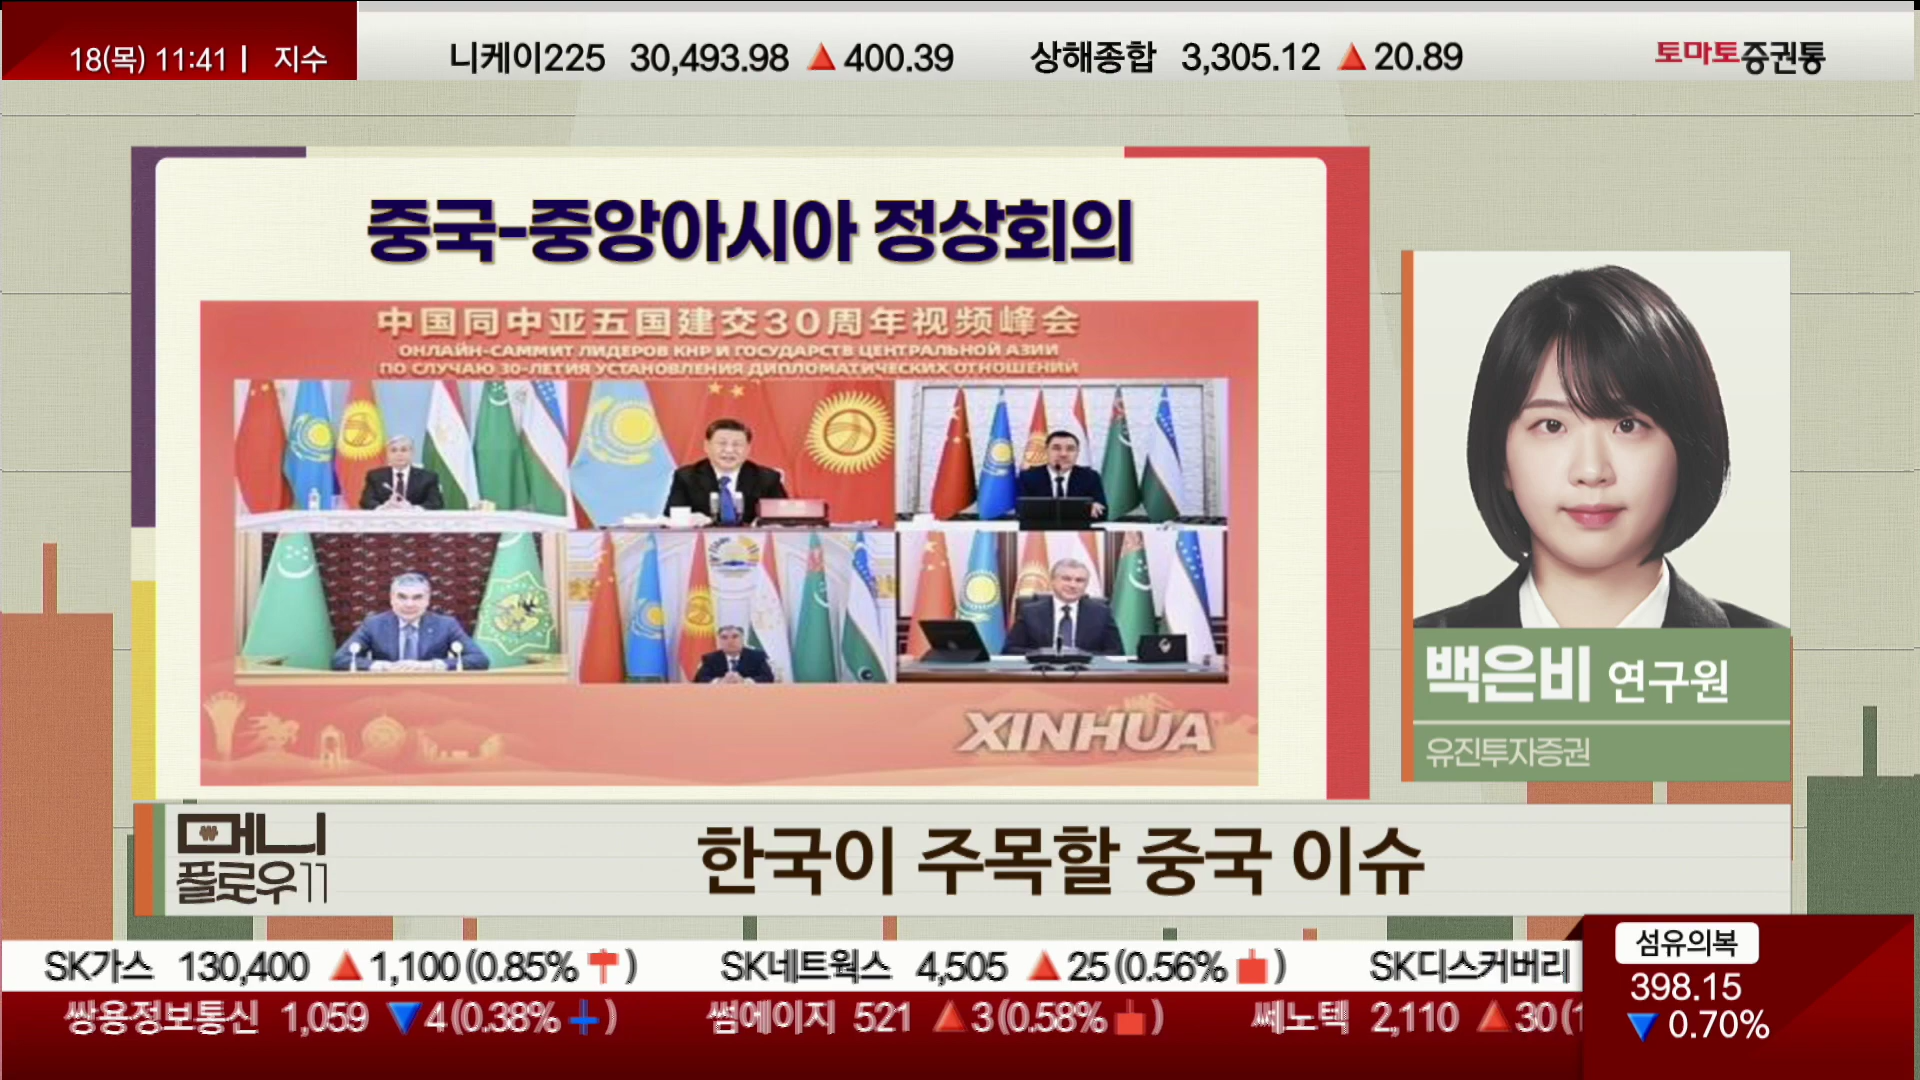 18(목) 11:41 | 지수
니케이225 30,493.98 ▲400.39 상해종합 3,305.12 ▲20.89
토마토증권통
중국-중앙아시아 정상회의
中国同中亚五国建交30周年视频峰会
ОНЛАЙН-САММИТ ЛИДЕРОВ КНР И ГОСУДАРСТВ ЦЕНТРАЛЬНОЙ АЗИИ
ПО СЛУЧАЮ 30-ЛЕТИЯ УСТАНОВЛЕНИЯ ДИПЛОМАТИЧЕСКИХ ОТНОШЕНИЙ
XINHUA
백은비 연구원
유진투자증권
머니
플로우11
한국이 주목할 중국 이슈
SK가스 130,400 ▲1,100(0.85%) SK네트웍스 4,505 ▲25(0.56%) SK디스커버리
쌍용정보통신 1,059 ▼4(0.38%) 썸에이지 521 ▲3(0.58%) 쎄노텍 2,110 ▲30(1
섬유의복
398.15
▼0.70%